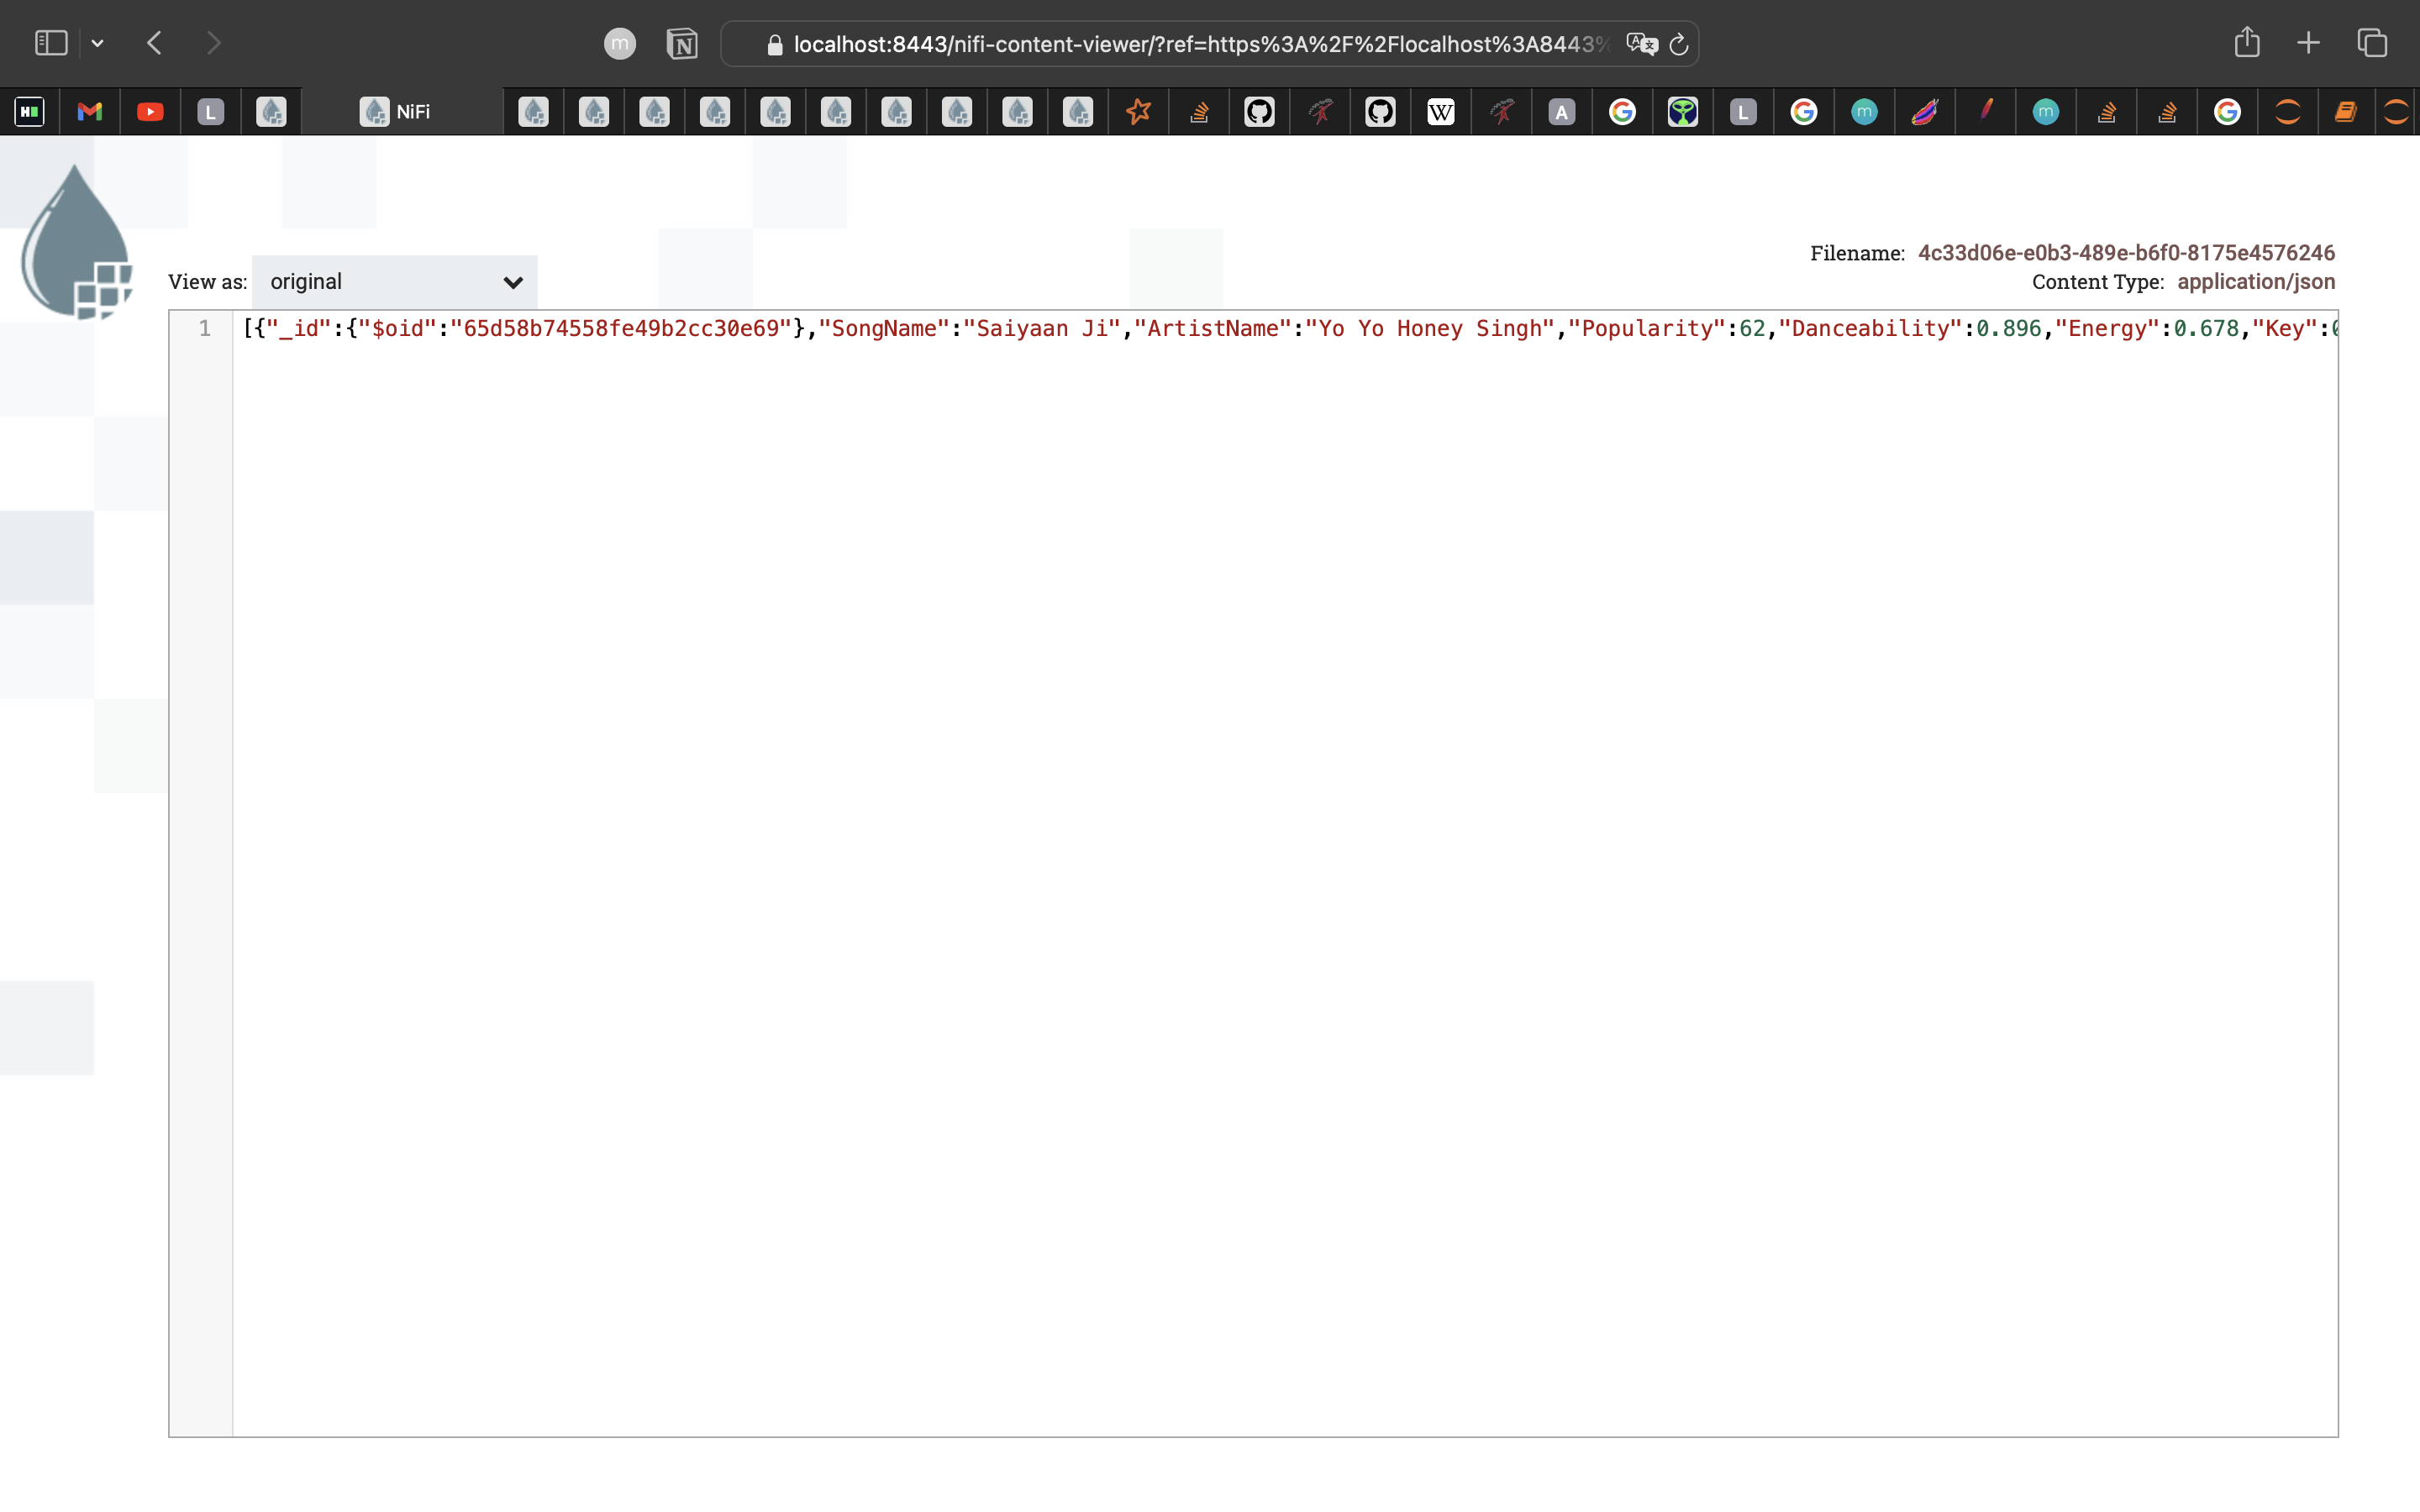 m
localhost:8443/nifi-content-viewer/?ref=https%3A%2F%2Flocalhost%3A8443%
L NiFi W A L m m
Filename: 4c33d06e-e0b3-489e-b6f0-8175e4576246
View as: original
Content Type: application/json
1 [{"_id":{"$oid":"65d58b74558fe49b2cc30e69"},"SongName":"Saiyaan Ji","ArtistName":"Yo Yo Honey Singh","Popularity":62,"Danceability":0.896,"Energy":0.678,"Key":